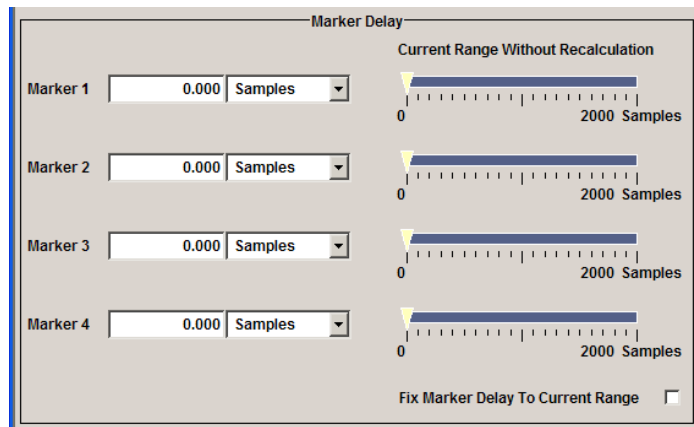 Marker Delay
Current Range Without Recalculation
Marker 1 0.000 Samples
0 2000 Samples
Marker 2 0.000 Samples
0 2000 Samples
Marker 3 0.000 Samples
0 2000 Samples
Marker 4 0.000 Samples
0 2000 Samples
Fix Marker Delay To Current Range